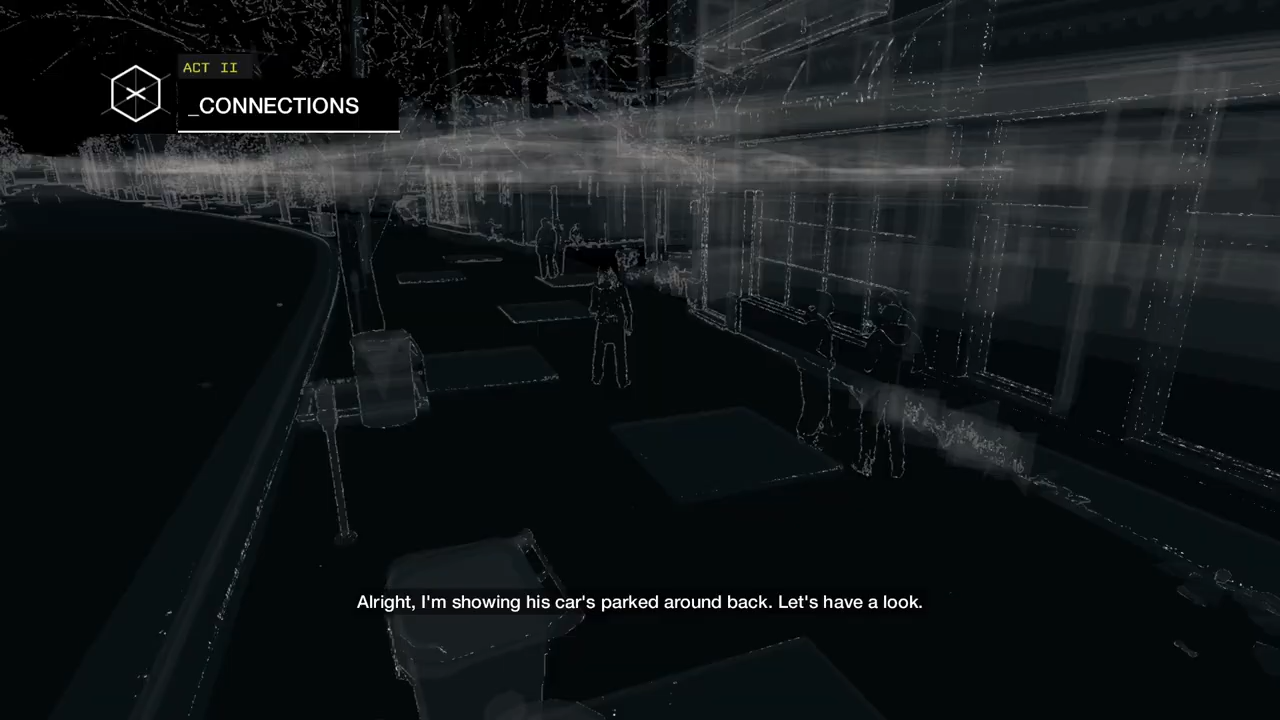 ACT II
_CONNECTIONS
Alright, I'm showing his car's parked around back. Let's have a look.